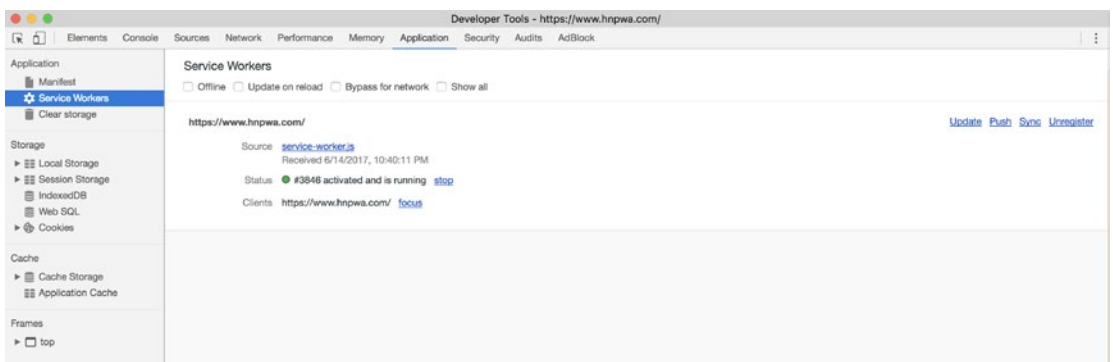 Developer Tools - https://www.hnpwa.com/
Elements Console Sources Network Performance Memory Application Security Audits AdBlock
Application
Manifest
Service Workers
Clear storage
Storage
Local Storage
Session Storage
IndexedDB
Web SQL
Cookies
Cache
Cache Storage
Application Cache
Frames
top
Service Workers
Offline Update on reload Bypass for network Show all
https://www.hnpwa.com/ Update Push Sync Unregister
Source service-worker.js
Received 6/14/2017, 10:40:11 PM
Status #3846 activated and is running stop
Clients https://www.hnpwa.com/ focus